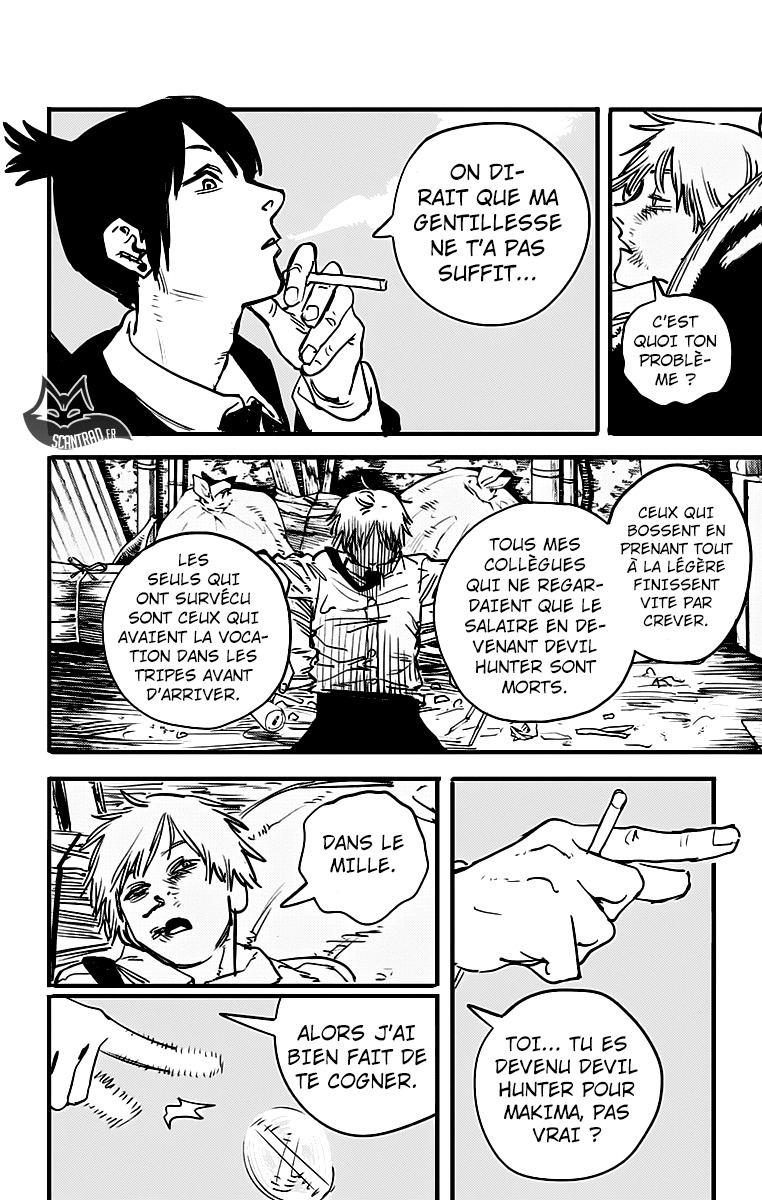 C'EST
QUOI TON
PROBLÈ-
ME ?
ON DI-
RAIT QUE MA
GENTILLESSE
NE T'A PAS
SUFFIT...
SCANTRAD.FR
CEUX QUI
BOSSENT EN
PRENANT TOUT
À LA LÉGÈRE
FINISSENT
VITE PAR
CREVER.
TOUS MES
COLLÈGUES
QUI NE REGAR-
DAIENT QUE LE
SALAIRE EN DE-
VENANT DEVIL
HUNTER SONT
MORTS.
LES
SEULS QUI
ONT SURVÉCU
SONT CEUX QUI
AVAIENT LA VOCA-
TION DANS LES
TRIPES AVANT
D'ARRIVER.
TOI... TU ES
DEVENU DEVIL
HUNTER POUR
MAKIMA, PAS
VRAI ?
DANS LE
MILLE.
ALORS J'AI
BIEN FAIT DE
TE COGNER.